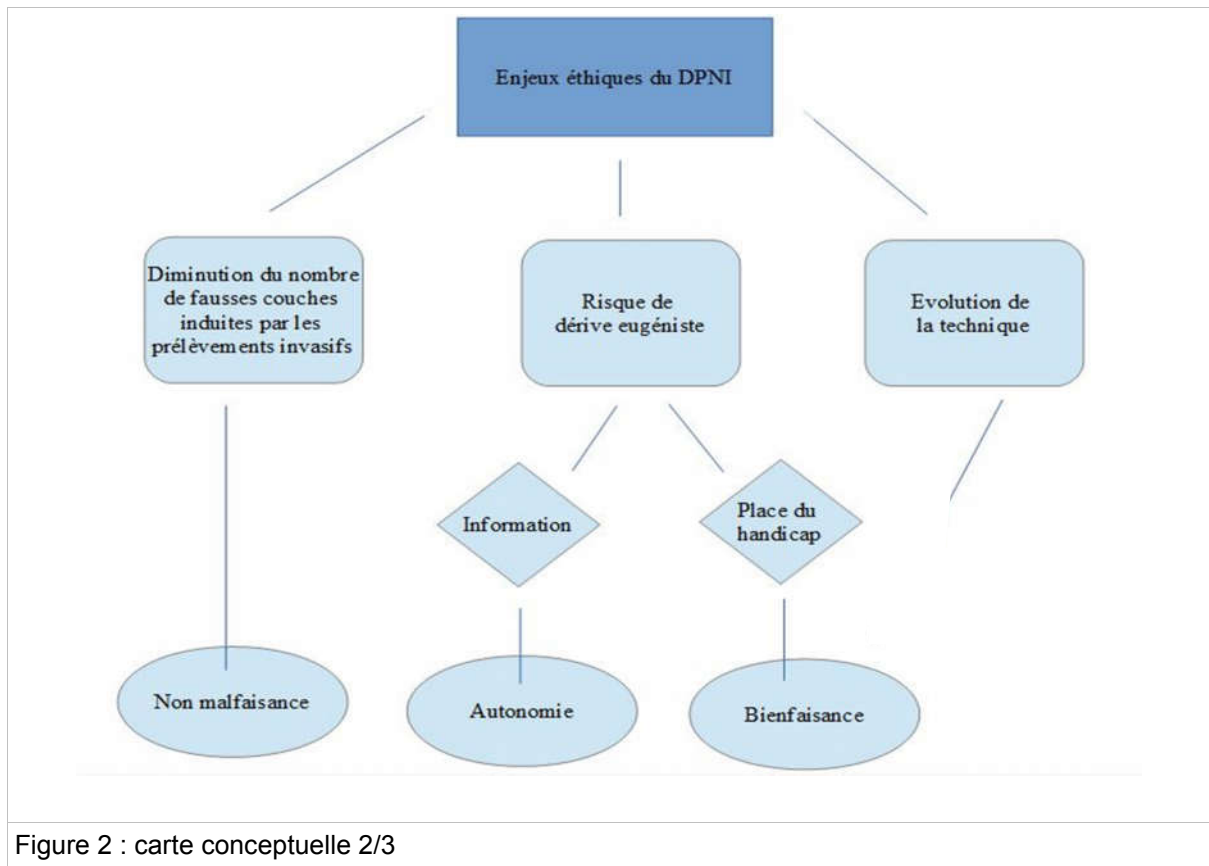 Enjeux éthiques du DPNI
Diminution du nombre
de fausses couches
induites par les
prélèvements invasifs
Risque de
dérive eugéniste
Evolution de
la technique
Information
Place du
handicap
Non malfaisance
Autonomie
Bienfaisance
Figure 2 : carte conceptuelle 2/3